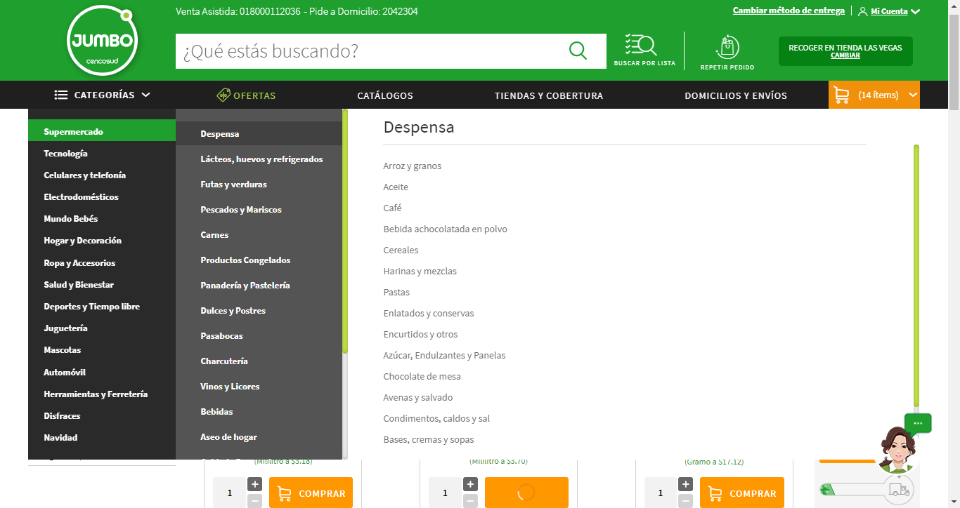 Venta Asistida: 018000112036 - Pide a Domicilio: 2042304
Cambiar método de entrega
Mi Cuenta
JUMBO
cencosud
¿Qué estás buscando?
BUSCAR POR LISTA
REPETIR PEDIDO
RECOGER EN TIENDA LAS VEGAS
CAMBIAR
CATEGORÍAS
OFERTAS
CATÁLOGOS
TIENDAS Y COBERTURA
DOMICILIOS Y ENVÍOS
(14 ítems)
Supermercado
Tecnología
Celulares y telefonía
Electrodomésticos
Mundo Bebés
Hogar y Decoración
Ropa y Accesorios
Salud y Bienestar
Deportes y Tiempo libre
Juguetería
Mascotas
Automóvil
Herramientas y Ferretería
Disfraces
Navidad
Despensa
Lácteos, huevos y refrigerados
Futas y verduras
Pescados y Mariscos
Carnes
Productos Congelados
Panadería y Pastelería
Dulces y Postres
Pasabocas
Charcutería
Vinos y Licores
Bebidas
Aseo de hogar
Despensa
Arroz y granos
Aceite
Café
Bebida achocolatada en polvo
Cereales
Harinas y mezclas
Pastas
Enlatados y conservas
Encurtidos y otros
Azúcar, Endulzantes y Panelas
Chocolate de mesa
Avenas y salvado
Condimentos, caldos y sal
Bases, cremas y sopas
(Mililitro a $3.18)
(Mililitro a $3.70)
(Gramo a $17.12)
1 + - COMPRAR
1 + -
1 + - COMPRAR